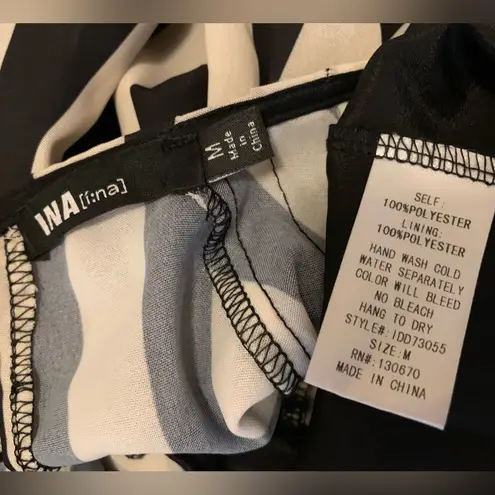 INA[í:na]
M
Made
in
China
SELF:
100%POLYESTER
LINING:
100%POLYESTER
HAND WASH COLD
WATER SEPARATELY
COLOR WILL BLEED
NO BLEACH
HANG TO DRY
STYLE#:IDD73055
SIZE:M
RN#:130670
MADE IN CHINA